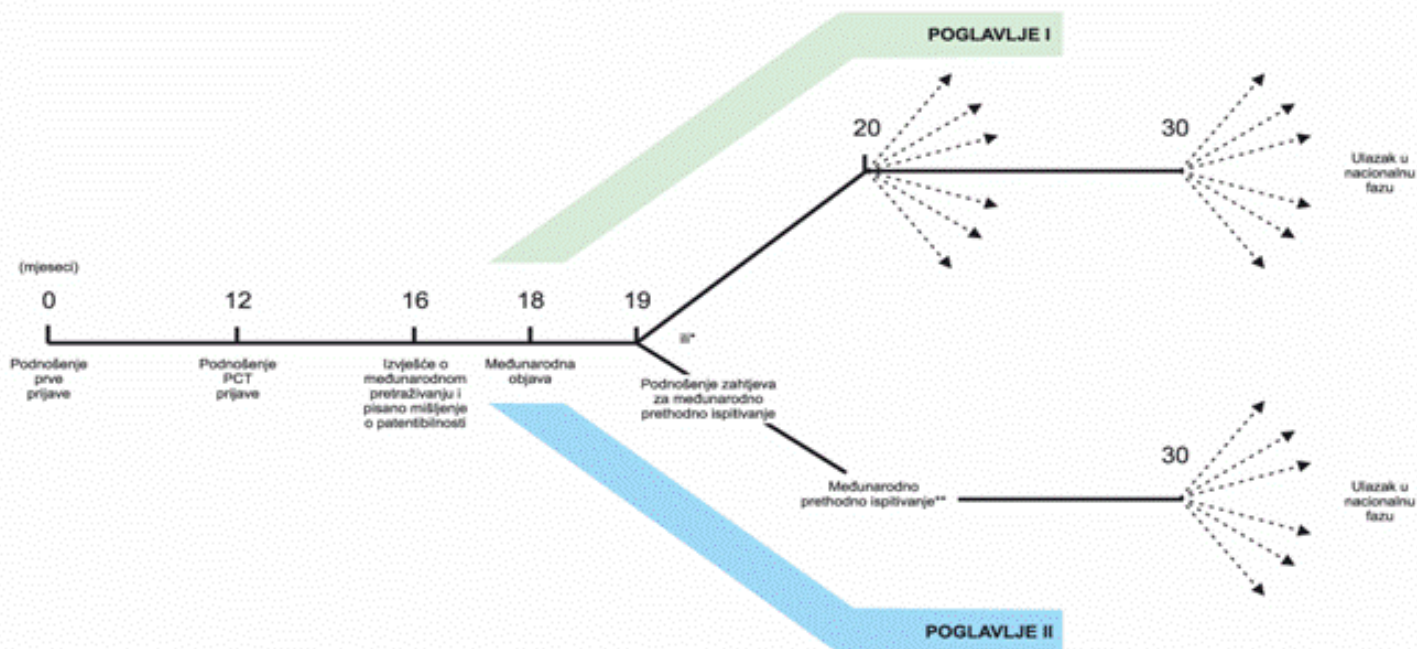 POGLAVLJE I
20
30
Ulazak u
nacionalnu
fazu
(mjeseci)
0
12
16
18
19
Podnošenje
prve
prijave
Podnošenje
PCT
prijave
Izvješće o
međunarodnom
pretraživanju i
pisano mišljenje
o patentibilnosti
Međunarodna
objava
ili*
Podnošenje zahtjeva
za međunarodno
prethodno ispitivanje
Međunarodno
prethodno ispitivanje**
30
Ulazak u
nacionalnu
fazu
POGLAVLJE II